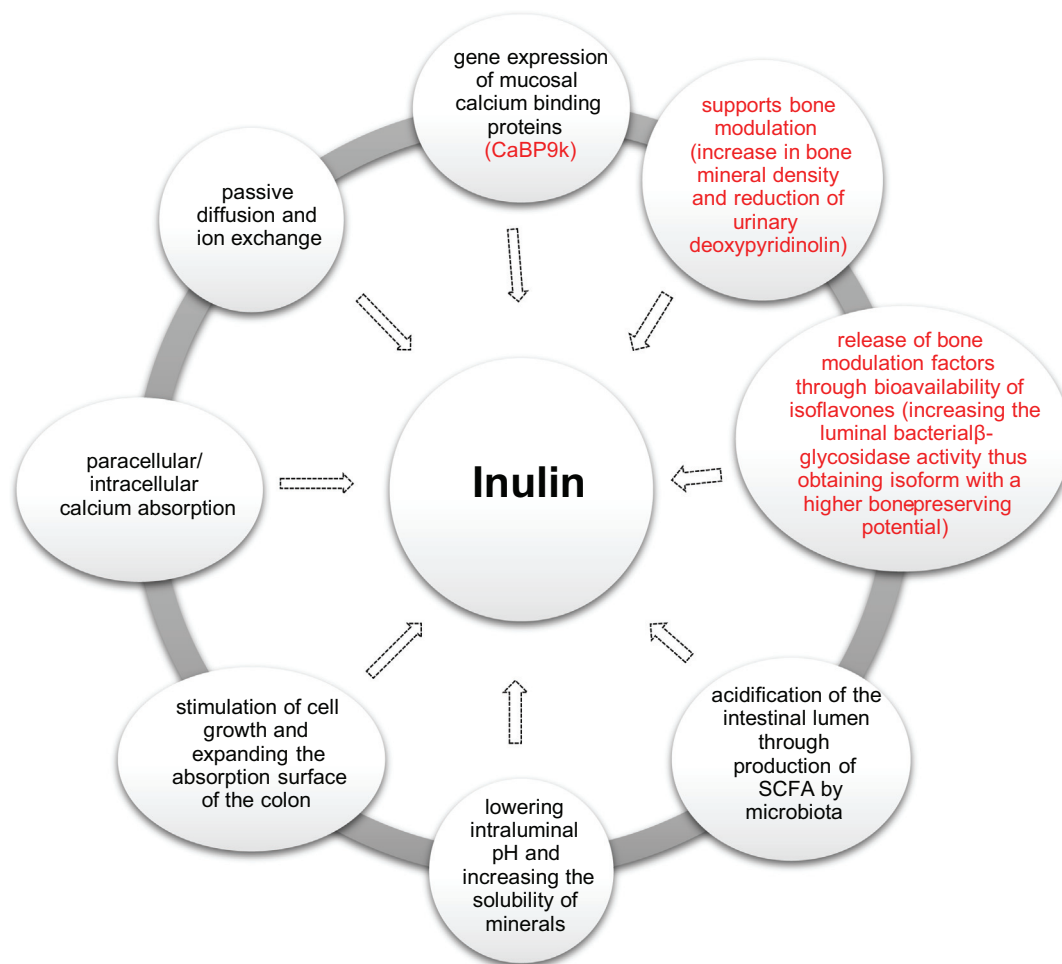 gene expression
of mucosal
calcium binding
proteins
(CaBP9k)
supports bone
modulation
(increase in bone
mineral density
and reduction of
urinary
deoxypyridinolin)
release of bone
modulation factors
through bioavailability of
isoflavones (increasing the
luminal bacterialβ-
glycosidase activity thus
obtaining isoform with a
higher bonepreserving
potential)
acidification of the
intestinal lumen
through
production of
SCFA by
microbiota
lowering
intraluminal
pH and
increasing the
solubility of
minerals
stimulation of cell
growth and
expanding the
absorption surface
of the colon
paracellular/
intracellular
calcium absorption
passive
diffusion and
ion exchange
Inulin